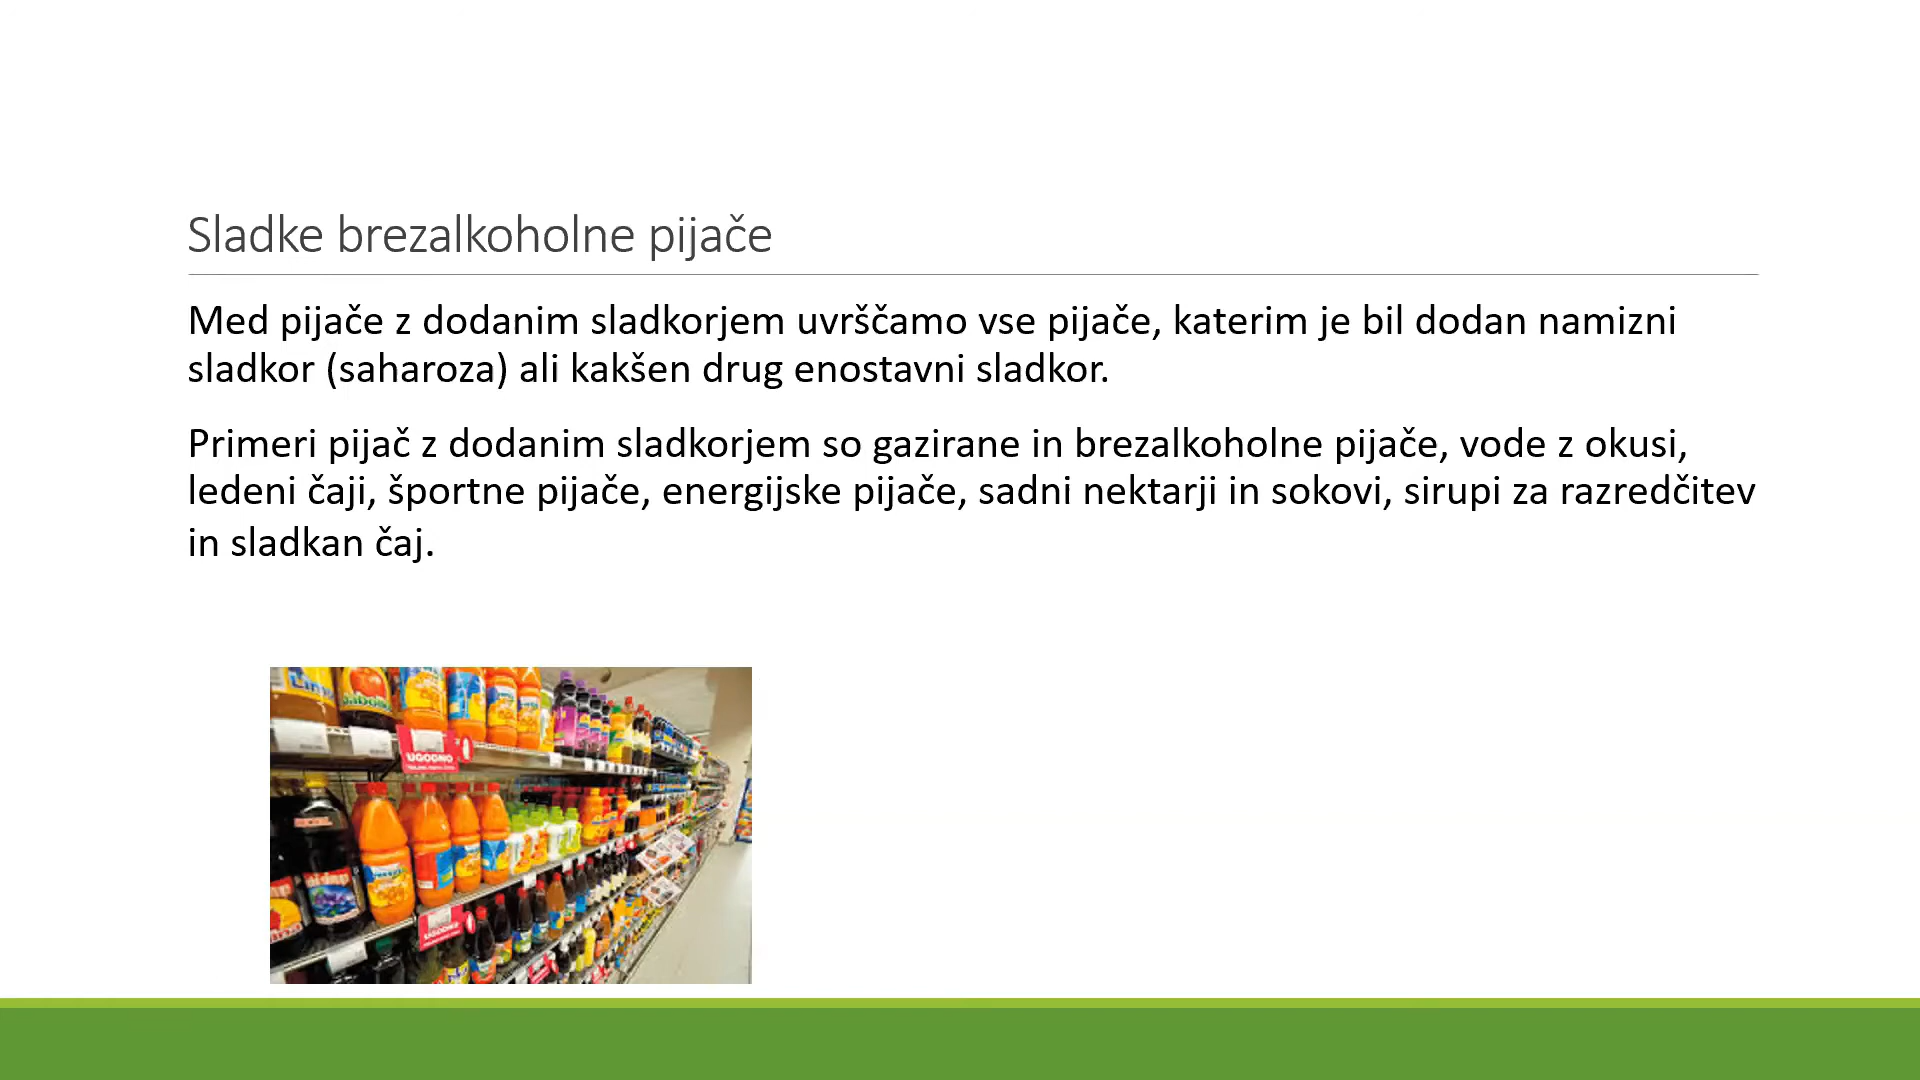 Sladke brezalkoholne pijače
Med pijače z dodanim sladkorjem uvrščamo vse pijače, katerim je bil dodan namizni
sladkor (saharoza) ali kakšen drug enostavni sladkor.
Primeri pijač z dodanim sladkorjem so gazirane in brezalkoholne pijače, vode z okusi,
ledeni čaji, športne pijače, energijske pijače, sadni nektarji in sokovi, sirupi za razredčitev
in sladkan čaj.
UGODNO
UGODNO